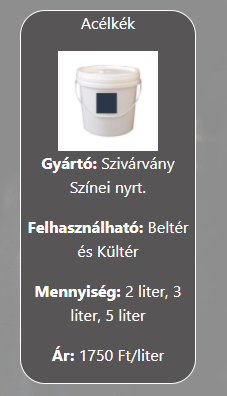 Acélkék
Gyártó: Szivárvány
Színei nyrt.
Felhasználható: Beltér
és Kültér
Mennyiség: 2 liter, 3
liter, 5 liter
Ár: 1750 Ft/liter